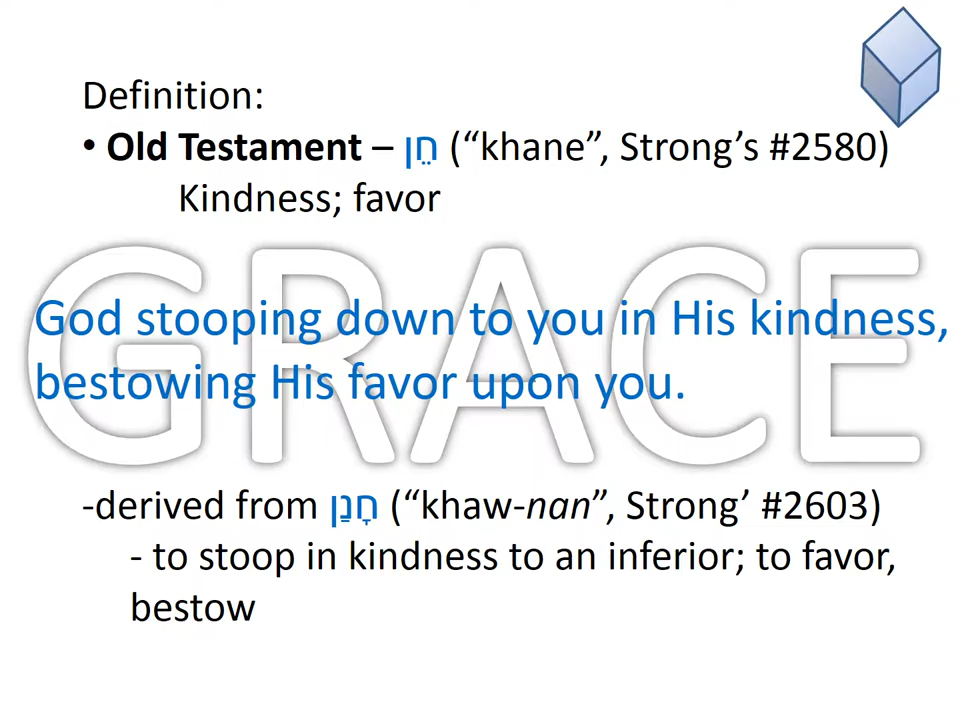 Definition:
• Old Testament – חֵן (“khane”, Strong’s #2580)
Kindness; favor
GRACE
God stooping down to you in His kindness,
bestowing His favor upon you.
-derived from חָנַן (“khaw-nan”, Strong’ #2603)
- to stoop in kindness to an inferior; to favor,
bestow